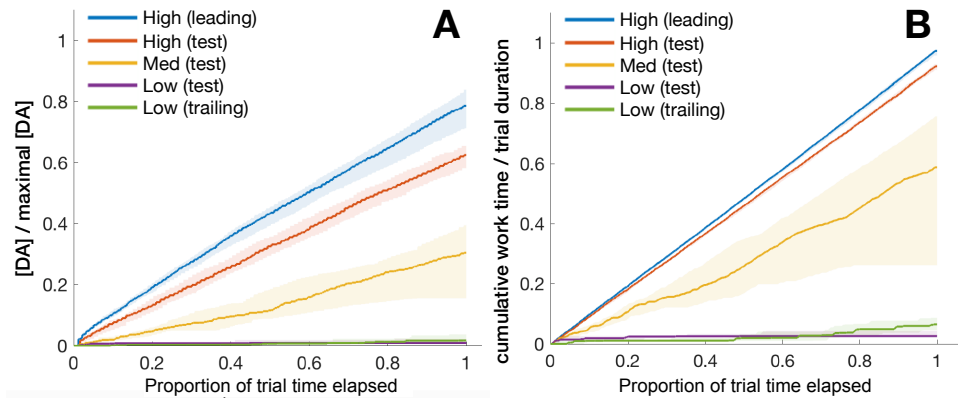 A
High (leading)
High (test)
Med (test)
Low (test)
Low (trailing)
[DA] / maximal [DA]
1
0.8
0.6
0.4
0.2
0
0
0.2
0.4
0.6
0.8
1
Proportion of trial time elapsed
B
High (leading)
High (test)
Med (test)
Low (test)
Low (trailing)
cumulative work time / trial duration
1
0.8
0.6
0.4
0.2
0
0
0.2
0.4
0.6
0.8
1
Proportion of trial time elapsed